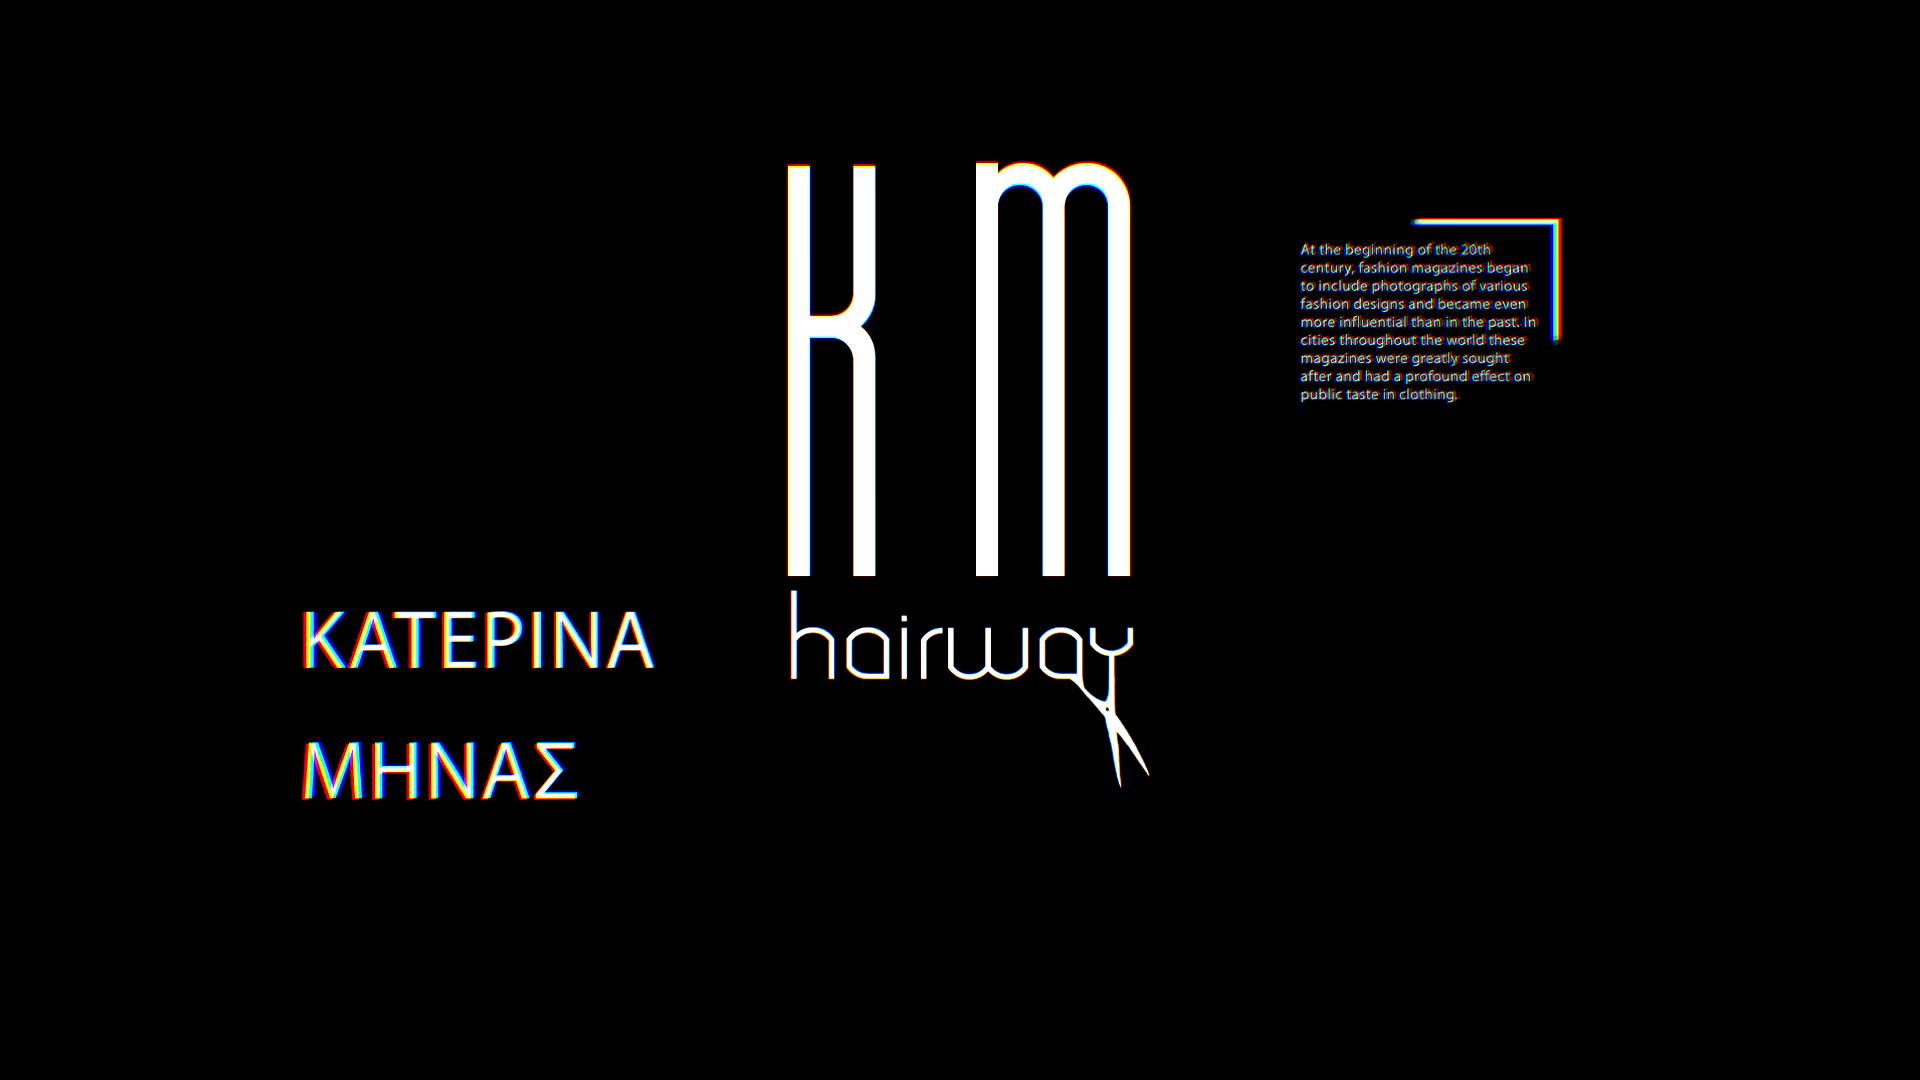 KM
hairway
ΚΑΤΕΡΙΝΑ
ΜΗΝΑΣ
At the beginning of the 20th
century, fashion magazines began
to include photographs of various
fashion designs and became even
more influential than in the past. In
cities throughout the world these
magazines were greatly sought
after and had a profound effect on
public taste in clothing.